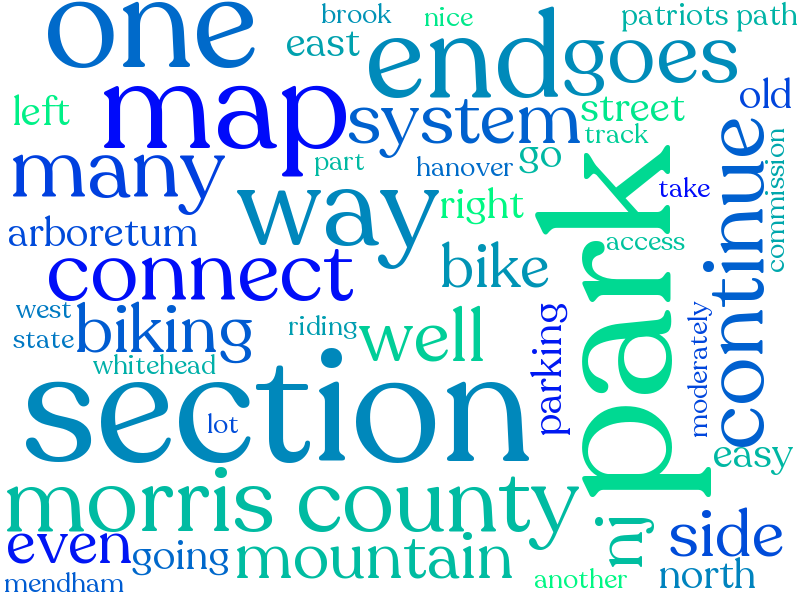 one
brook
nice
patriots path
east
end
goes
left
map
system
street
old
track
many
part
hanover
go
continue
commission
way
right
take
park
arboretum
access
connect
bike
west
state
biking
riding
well
parking
moderately
whitehead
section
lot
easy
morris county
nj
side
even
going
mountain
another
north
mendham